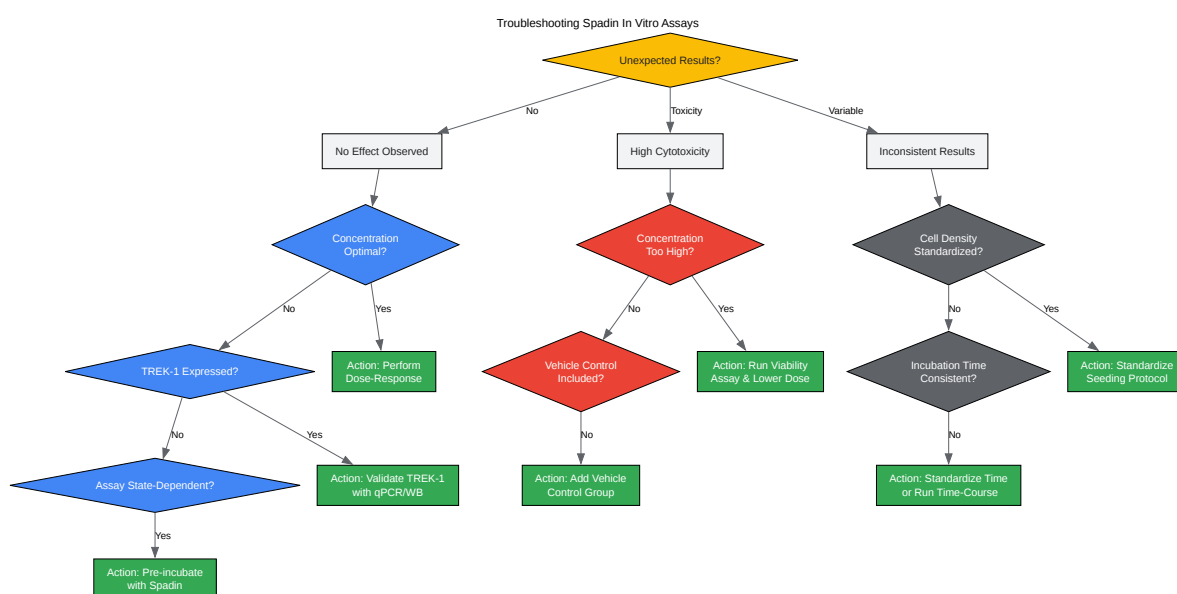 Troubleshooting Spadin In Vitro Assays
Unexpected Results?
No
Toxicity
Variable
No Effect Observed
High Cytotoxicity
Inconsistent Results
Concentration
Optimal?
Concentration
Too High?
Cell Density
Standardized?
No
Yes
No
Yes
No
Yes
TREK-1 Expressed?
Action: Perform
Dose-Response
Vehicle Control
Included?
Action: Run Viability
Assay & Lower Dose
Incubation Time
Consistent?
Action: Standardize
Seeding Protocol
No
Yes
No
No
Assay State-Dependent?
Action: Validate TREK-1
with qPCR/WB
Action: Add Vehicle
Control Group
Action: Standardize Time
or Run Time-Course
Yes
Action: Pre-incubate
with Spadin